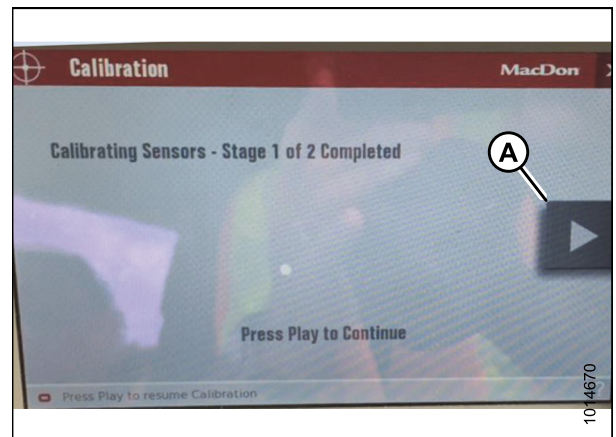 Calibration
MacDon
Calibrating Sensors - Stage 1 of 2 Completed
A
Press Play to Continue
Press Play to resume Calibration
1014670